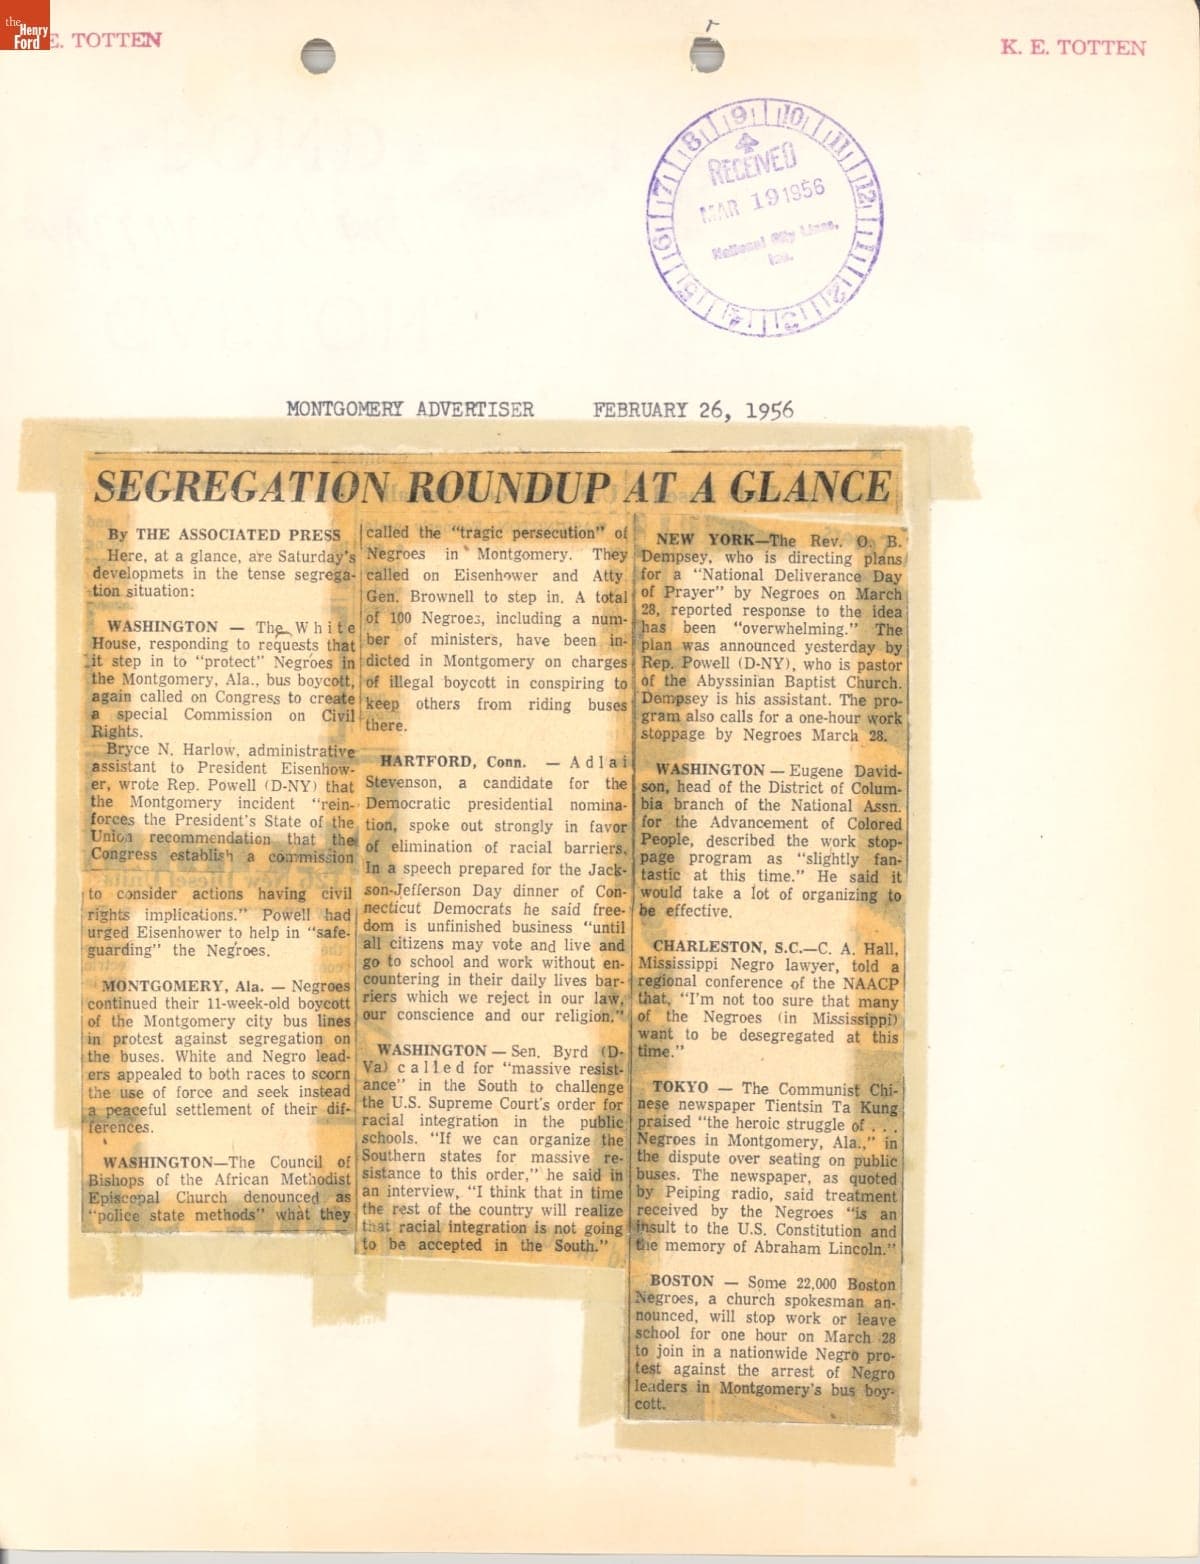 the
Henry
Ford
E. TOTTEN
K. E. TOTTEN
7 8 9 10 11 12
RECEIVED
MAR 19 1956
National City Lines,
Inc.
6 5 4 3 2 1
MONTGOMERY ADVERTISER FEBRUARY 26, 1956
SEGREGATION ROUNDUP AT A GLANCE
By THE ASSOCIATED PRESS
Here, at a glance, are Saturday's
developmets in the tense segrega-
tion situation:
WASHINGTON — The White
House, responding to requests that
it step in to "protect" Negroes in
the Montgomery, Ala., bus boycott,
again called on Congress to create
a special Commission on Civil
Rights.
Bryce N. Harlow, administrative
assistant to President Eisenhow-
er, wrote Rep. Powell (D-NY) that
the Montgomery incident "rein-
forces the President's State of the
Union recommendation that the
Congress establish a commission
to consider actions having civil
rights implications." Powell had
urged Eisenhower to help in "safe-
guarding" the Negroes.
MONTGOMERY, Ala. — Negroes
continued their 11-week-old boycott
of the Montgomery city bus lines
in protest against segregation on
the buses. White and Negro lead-
ers appealed to both races to scorn
the use of force and seek instead
a peaceful settlement of their dif-
ferences.
WASHINGTON—The Council of
Bishops of the African Methodist
Episcopal Church denounced as
"police state methods" what they
called the "tragic persecution" of
Negroes in Montgomery. They
called on Eisenhower and Atty.
Gen. Brownell to step in. A total
of 100 Negroes, including a num-
ber of ministers, have been in-
dicted in Montgomery on charges
of illegal boycott in conspiring to
keep others from riding buses
there.
HARTFORD, Conn. — Adlai
Stevenson, a candidate for the
Democratic presidential nomina-
tion, spoke out strongly in favor
of elimination of racial barriers.
In a speech prepared for the Jack-
son-Jefferson Day dinner of Con-
necticut Democrats he said free-
dom is unfinished business "until
all citizens may vote and live and
go to school and work without en-
countering in their daily lives bar-
riers which we reject in our law,
our conscience and our religion."
WASHINGTON — Sen. Byrd (D-
Va) called for "massive resist-
ance" in the South to challenge
the U.S. Supreme Court's order for
racial integration in the public
schools. "If we can organize the
Southern states for massive re-
sistance to this order," he said in
an interview, "I think that in time
the rest of the country will realize
that racial integration is not going
to be accepted in the South."
NEW YORK—The Rev. O. B.
Dempsey, who is directing plans
for a "National Deliverance Day
of Prayer" by Negroes on March
28, reported response to the idea
has been "overwhelming." The
plan was announced yesterday by
Rep. Powell (D-NY), who is pastor
of the Abyssinian Baptist Church.
Dempsey is his assistant. The pro-
gram also calls for a one-hour work
stoppage by Negroes March 28.
WASHINGTON — Eugene David-
son, head of the District of Colum-
bia branch of the National Assn.
for the Advancement of Colored
People, described the work stop-
page program as "slightly fan-
tastic at this time." He said it
would take a lot of organizing to
be effective.
CHARLESTON, S.C.—C. A. Hall,
Mississippi Negro lawyer, told a
regional conference of the NAACP
that, "I'm not too sure that many
of the Negroes (in Mississippi)
want to be desegregated at this
time."
TOKYO — The Communist Chi-
nese newspaper Tientsin Ta Kung
praised "the heroic struggle of . . .
Negroes in Montgomery, Ala.," in
the dispute over seating on public
buses. The newspaper, as quoted
by Peiping radio, said treatment
received by the Negroes "is an
insult to the U.S. Constitution and
the memory of Abraham Lincoln."
BOSTON — Some 22,000 Boston
Negroes, a church spokesman an-
nounced, will stop work or leave
school for one hour on March 28
to join in a nationwide Negro pro-
test against the arrest of Negro
leaders in Montgomery's bus boy-
cott.